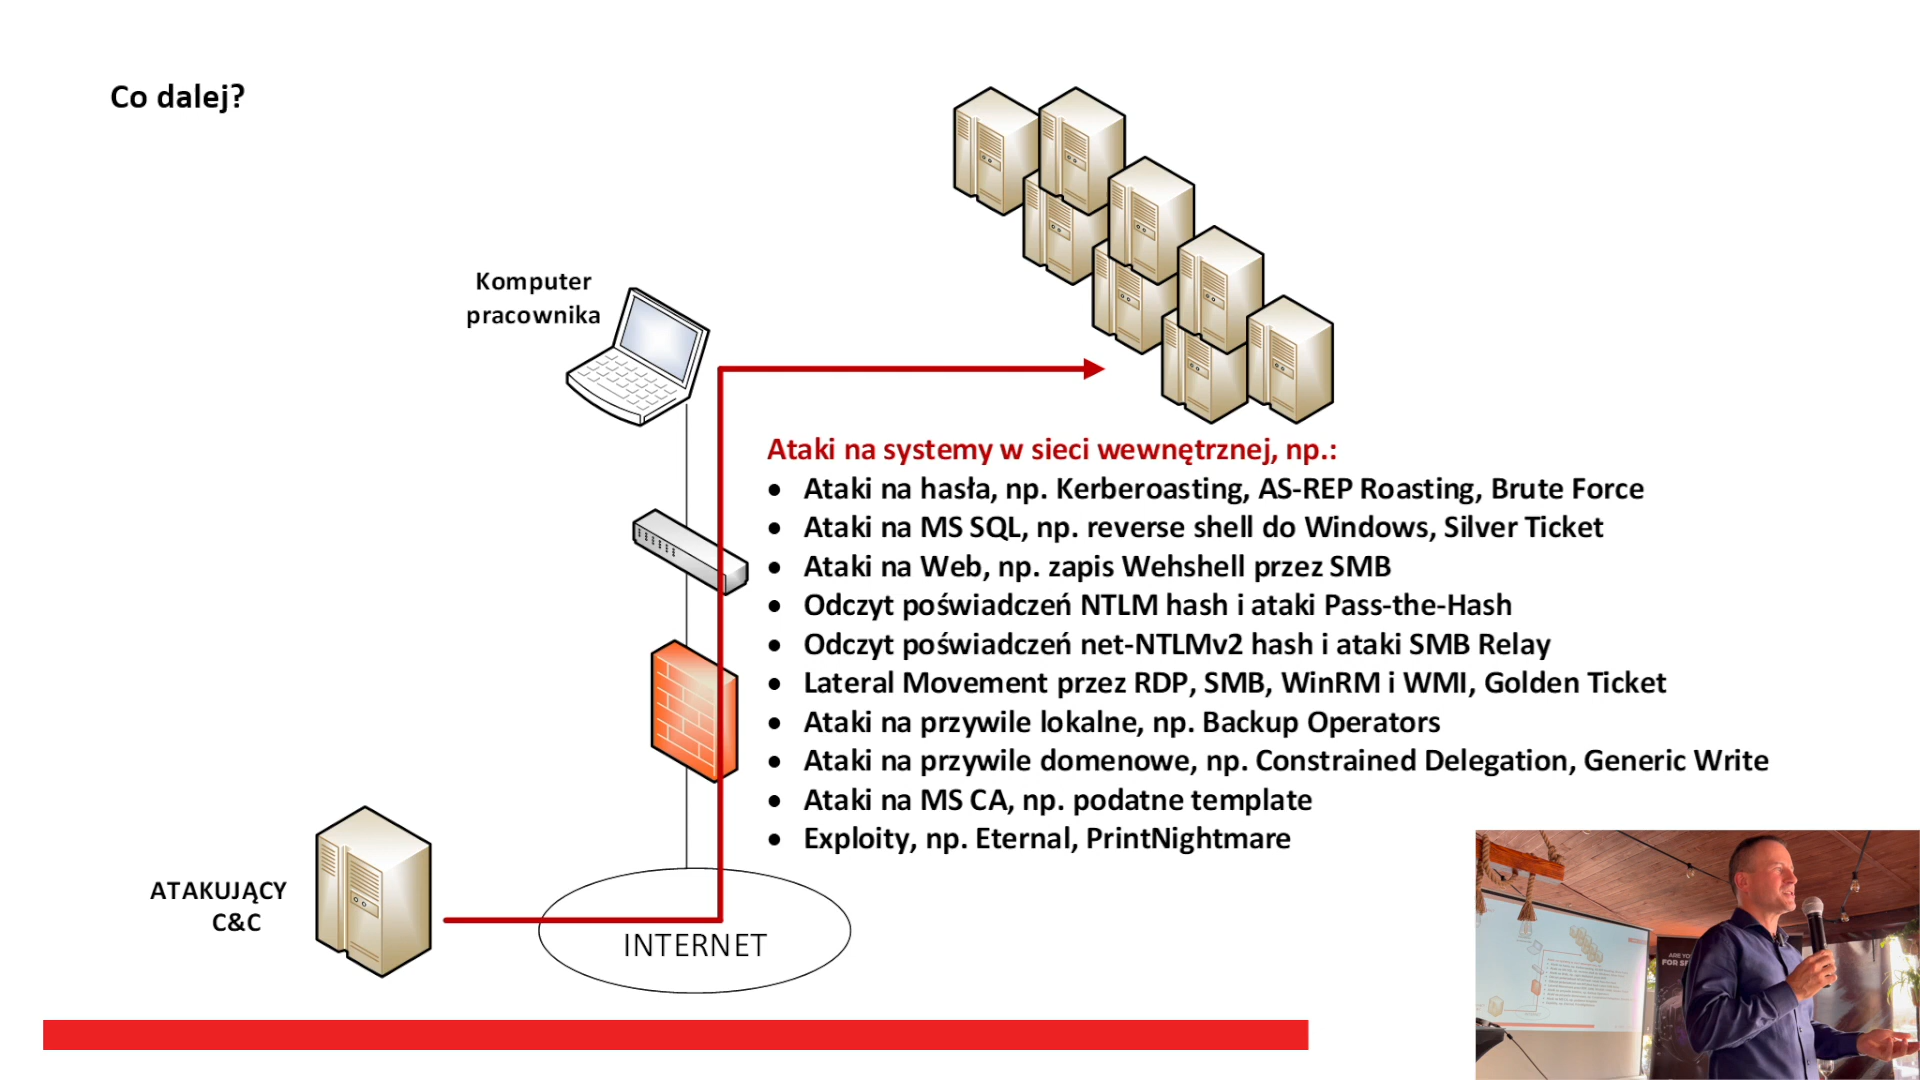 Co dalej?
Komputer
pracownika
Ataki na systemy w sieci wewnętrznej, np.:
• Ataki na hasła, np. Kerberoasting, AS-REP Roasting, Brute Force
• Ataki na MS SQL, np. reverse shell do Windows, Silver Ticket
• Ataki na Web, np. zapis Wehshell przez SMB
• Odczyt poświadczeń NTLM hash i ataki Pass-the-Hash
• Odczyt poświadczeń net-NTLMv2 hash i ataki SMB Relay
• Lateral Movement przez RDP, SMB, WinRM i WMI, Golden Ticket
• Ataki na przywile lokalne, np. Backup Operators
• Ataki na przywile domenowe, np. Constrained Delegation, Generic Write
• Ataki na MS CA, np. podatne template
• Exploity, np. Eternal, PrintNightmare
ATAKUJĄCY
C&C
INTERNET
ARE
FOR